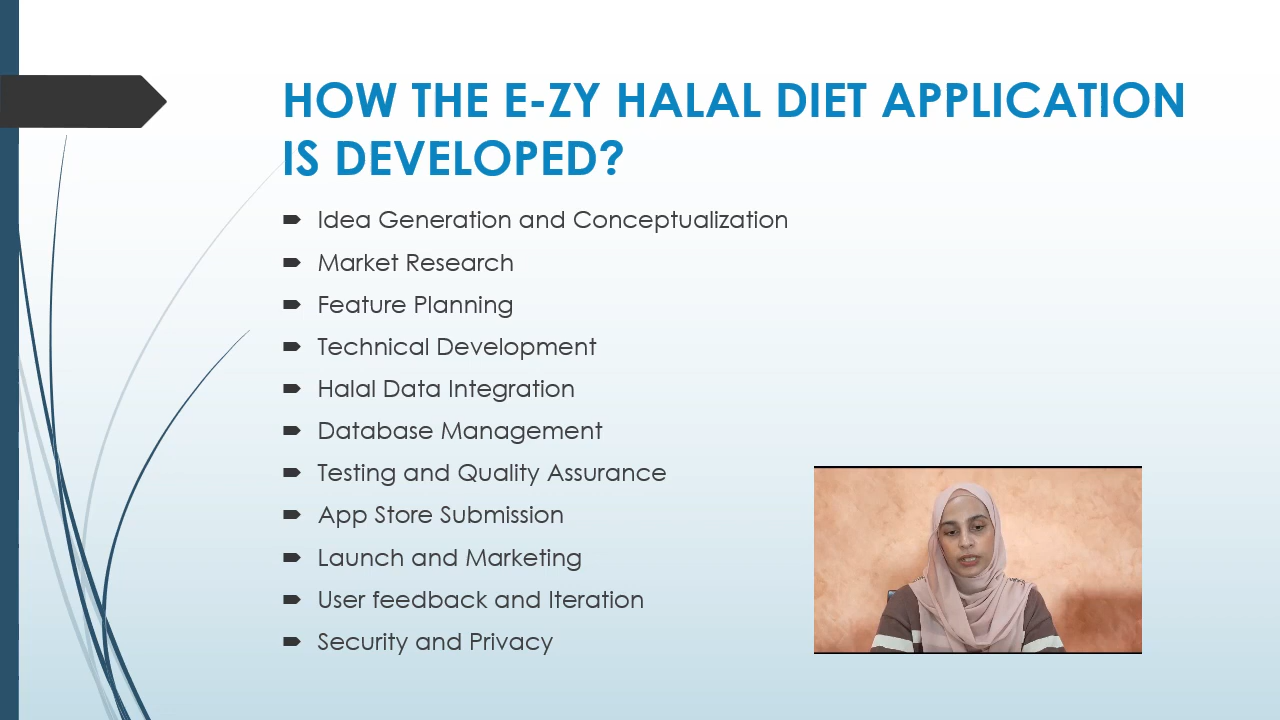 HOW THE E-ZY HALAL DIET APPLICATION
IS DEVELOPED?
Idea Generation and Conceptualization
Market Research
Feature Planning
Technical Development
Halal Data Integration
Database Management
Testing and Quality Assurance
App Store Submission
Launch and Marketing
User feedback and Iteration
Security and Privacy